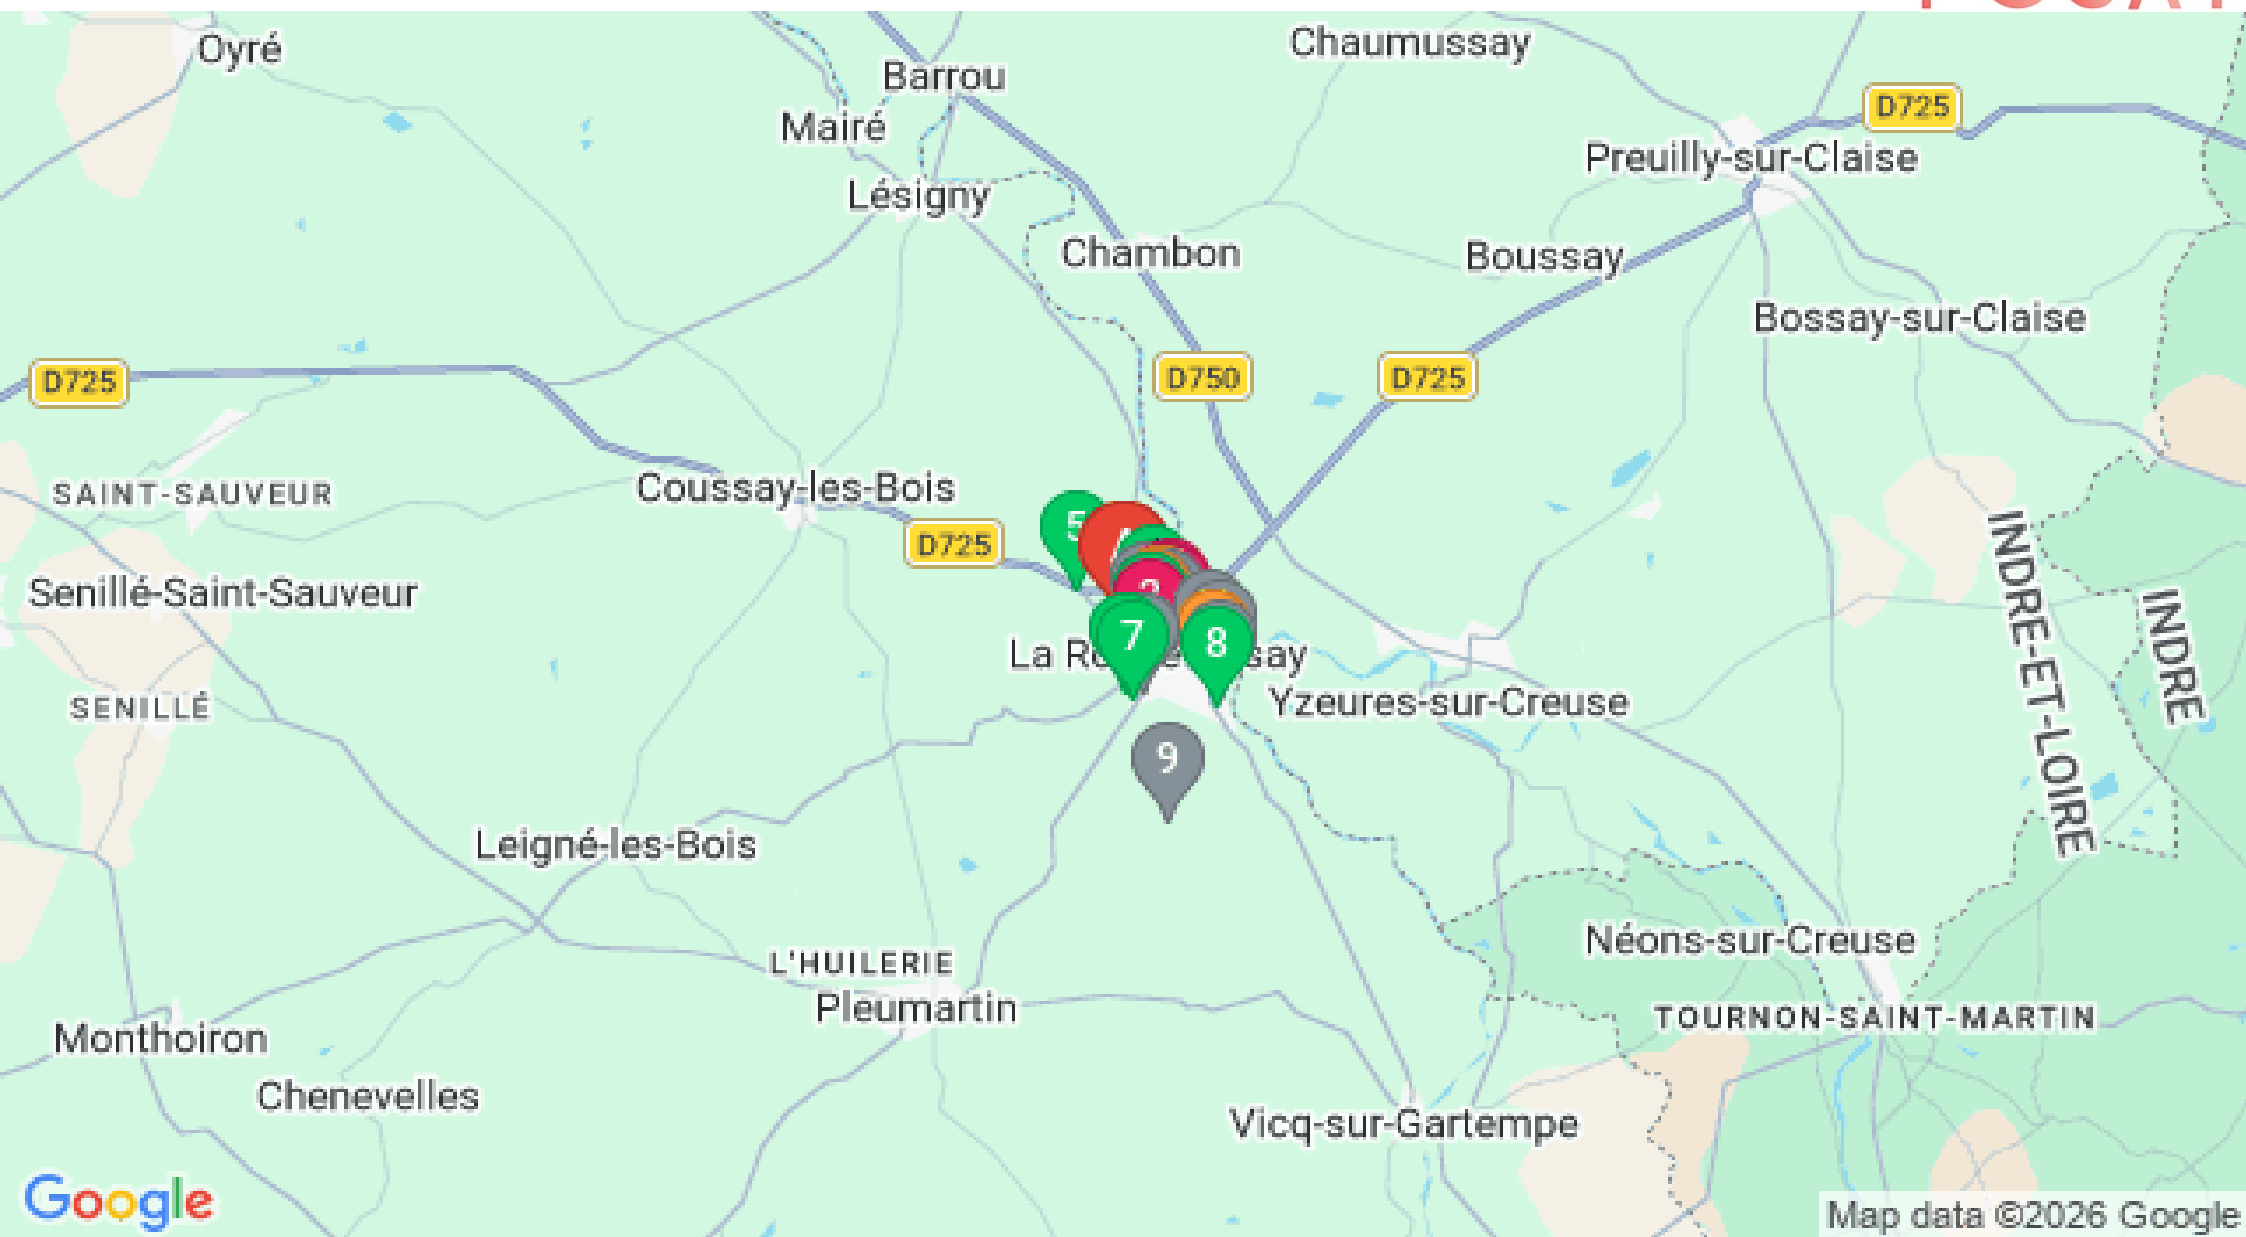 Oyré
Chaumussay
Barrou
D725
Mairé
Preuilly-sur-Claise
Lésigny
Chambon
Boussay
Bossay-sur-Claise
D725
D750
D725
SAINT-SAUVEUR
Coussay-les-Bois
5
D725
INDRE-ET-LOIRE
INDRE
Senillé-Saint-Sauveur
7
8
La Ro
say
SENILLÉ
Yzeures-sur-Creuse
9
Leigné-les-Bois
Néons-sur-Creuse
L'HUILERIE
Pleumartin
TOURNON-SAINT-MARTIN
Monthoiron
Chenevelles
Vicq-sur-Gartempe
Google
Map data ©2026 Google